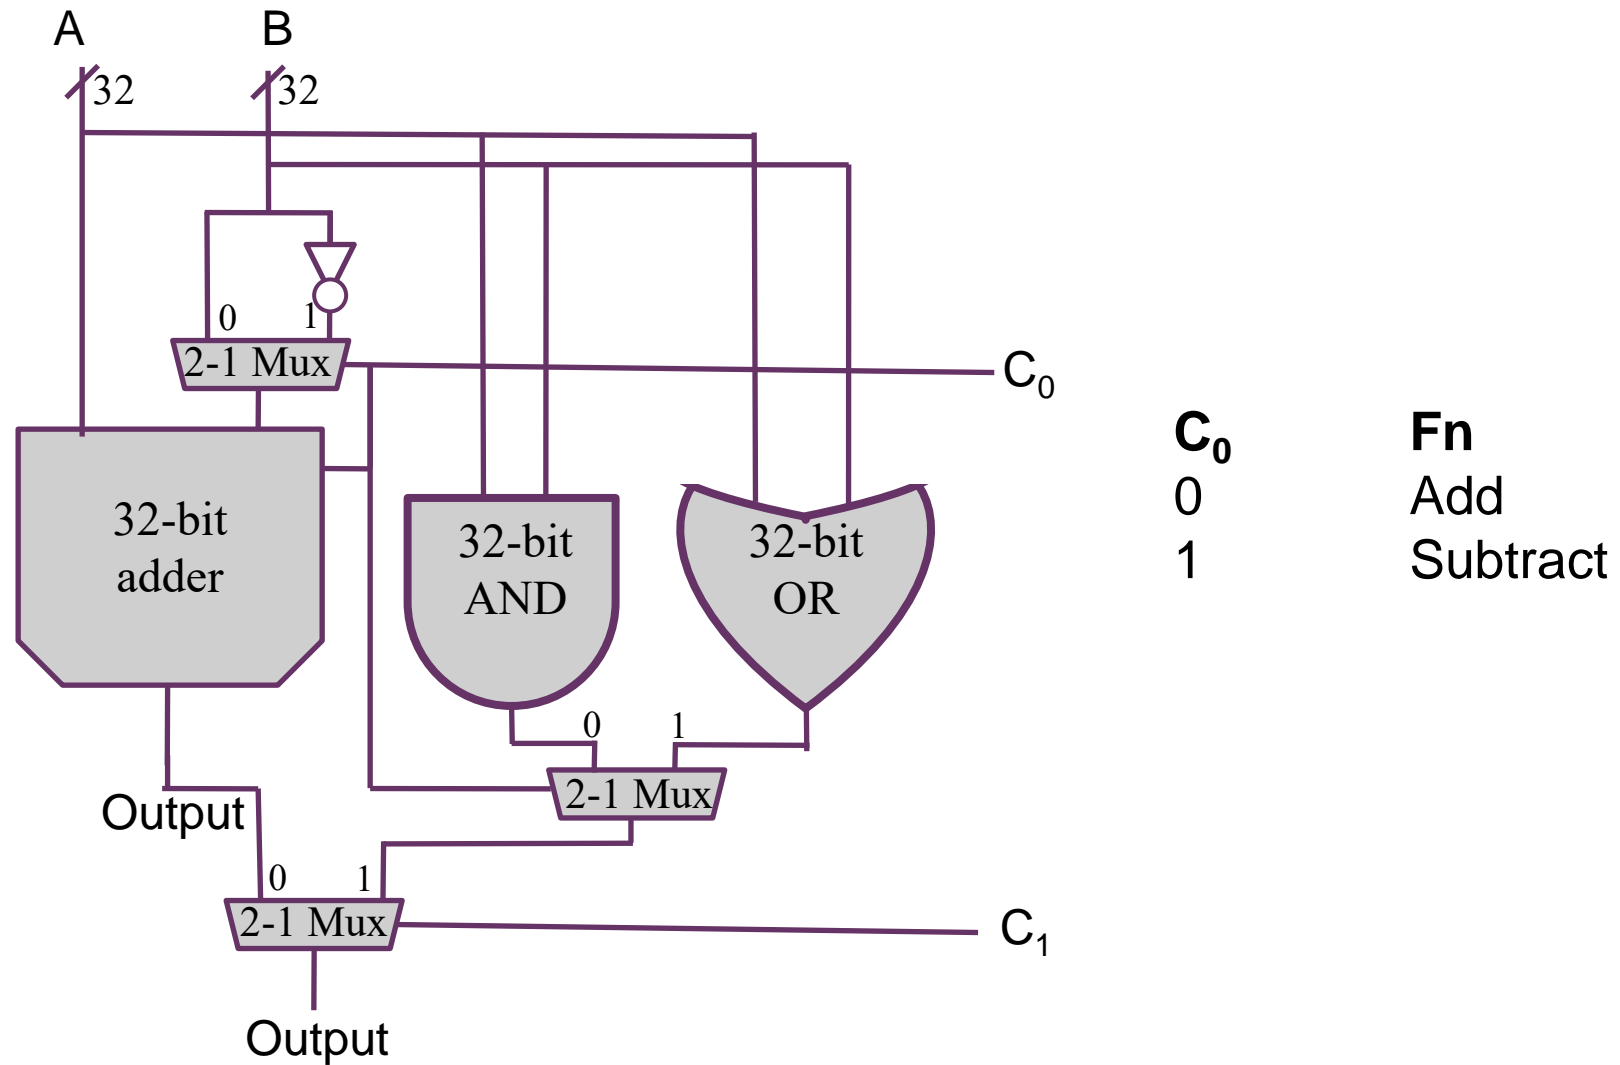 A
B
32
32
0
1
2-1 Mux
C₀
C₀ Fn
0 Add
1 Subtract
32-bit
adder
32-bit
AND
32-bit
OR
0
1
2-1 Mux
Output
0
1
2-1 Mux
C₁
Output